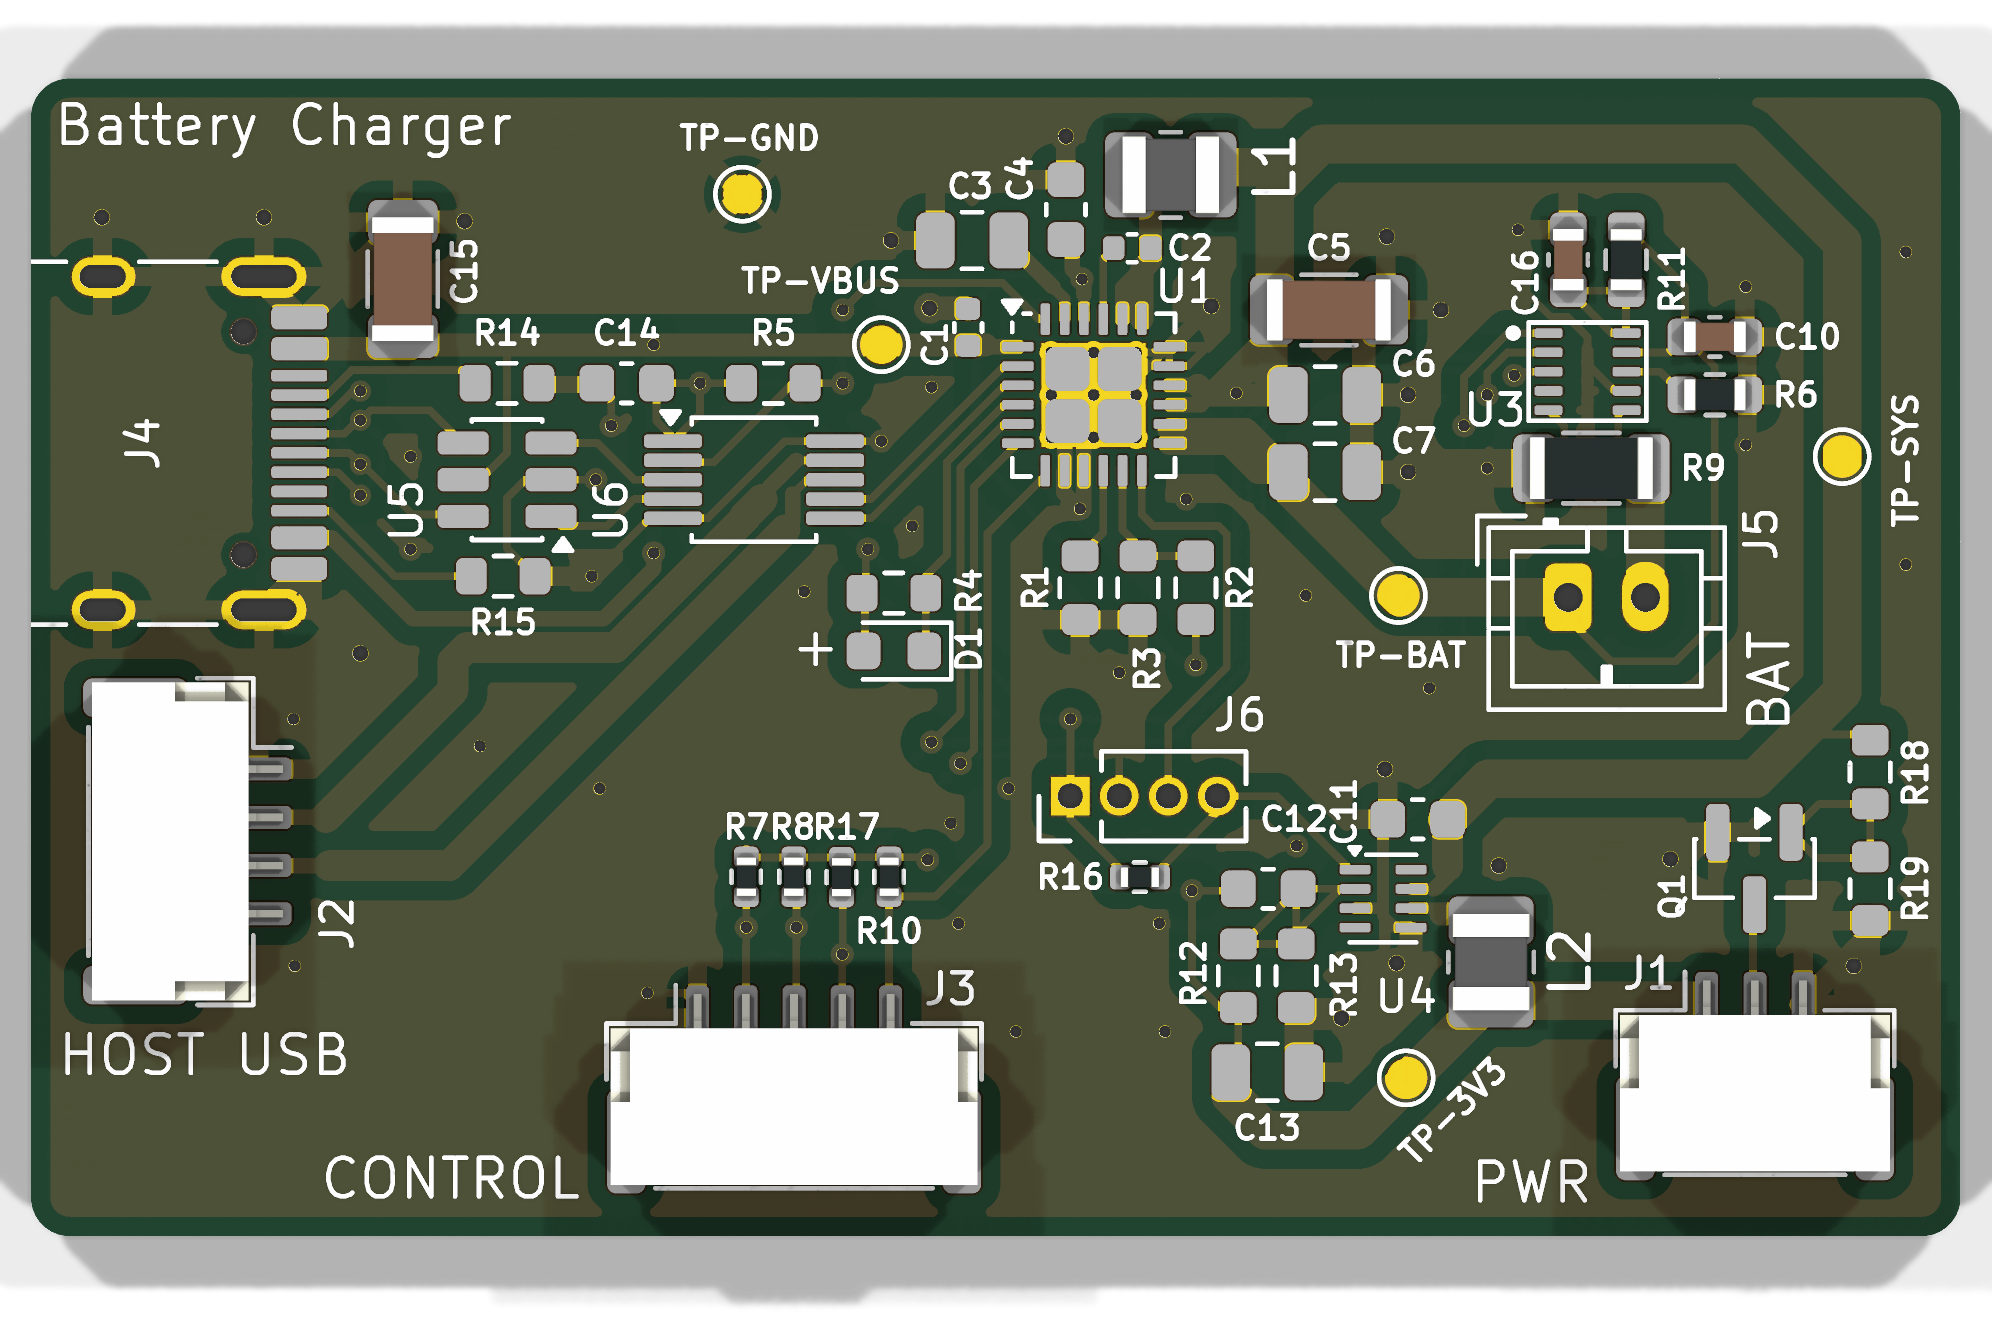 Battery Charger
TP-GND
C3
C4
L1
C2
U1
C5
C16
R11
C15
TP-VBUS
R14
C14
R5
C1
C6
C10
R6
U3
J4
C7
R9
TP-SYS
U5
U6
J5
R15
R4
D1
+
R1
R2
R3
TP-BAT
BAT
J6
R18
R7
R8
R17
C12
C11
R16
R10
Q1
R19
J2
R12
R13
U4
L2
J1
J3
HOST USB
TP-3V3
C13
CONTROL
PWR